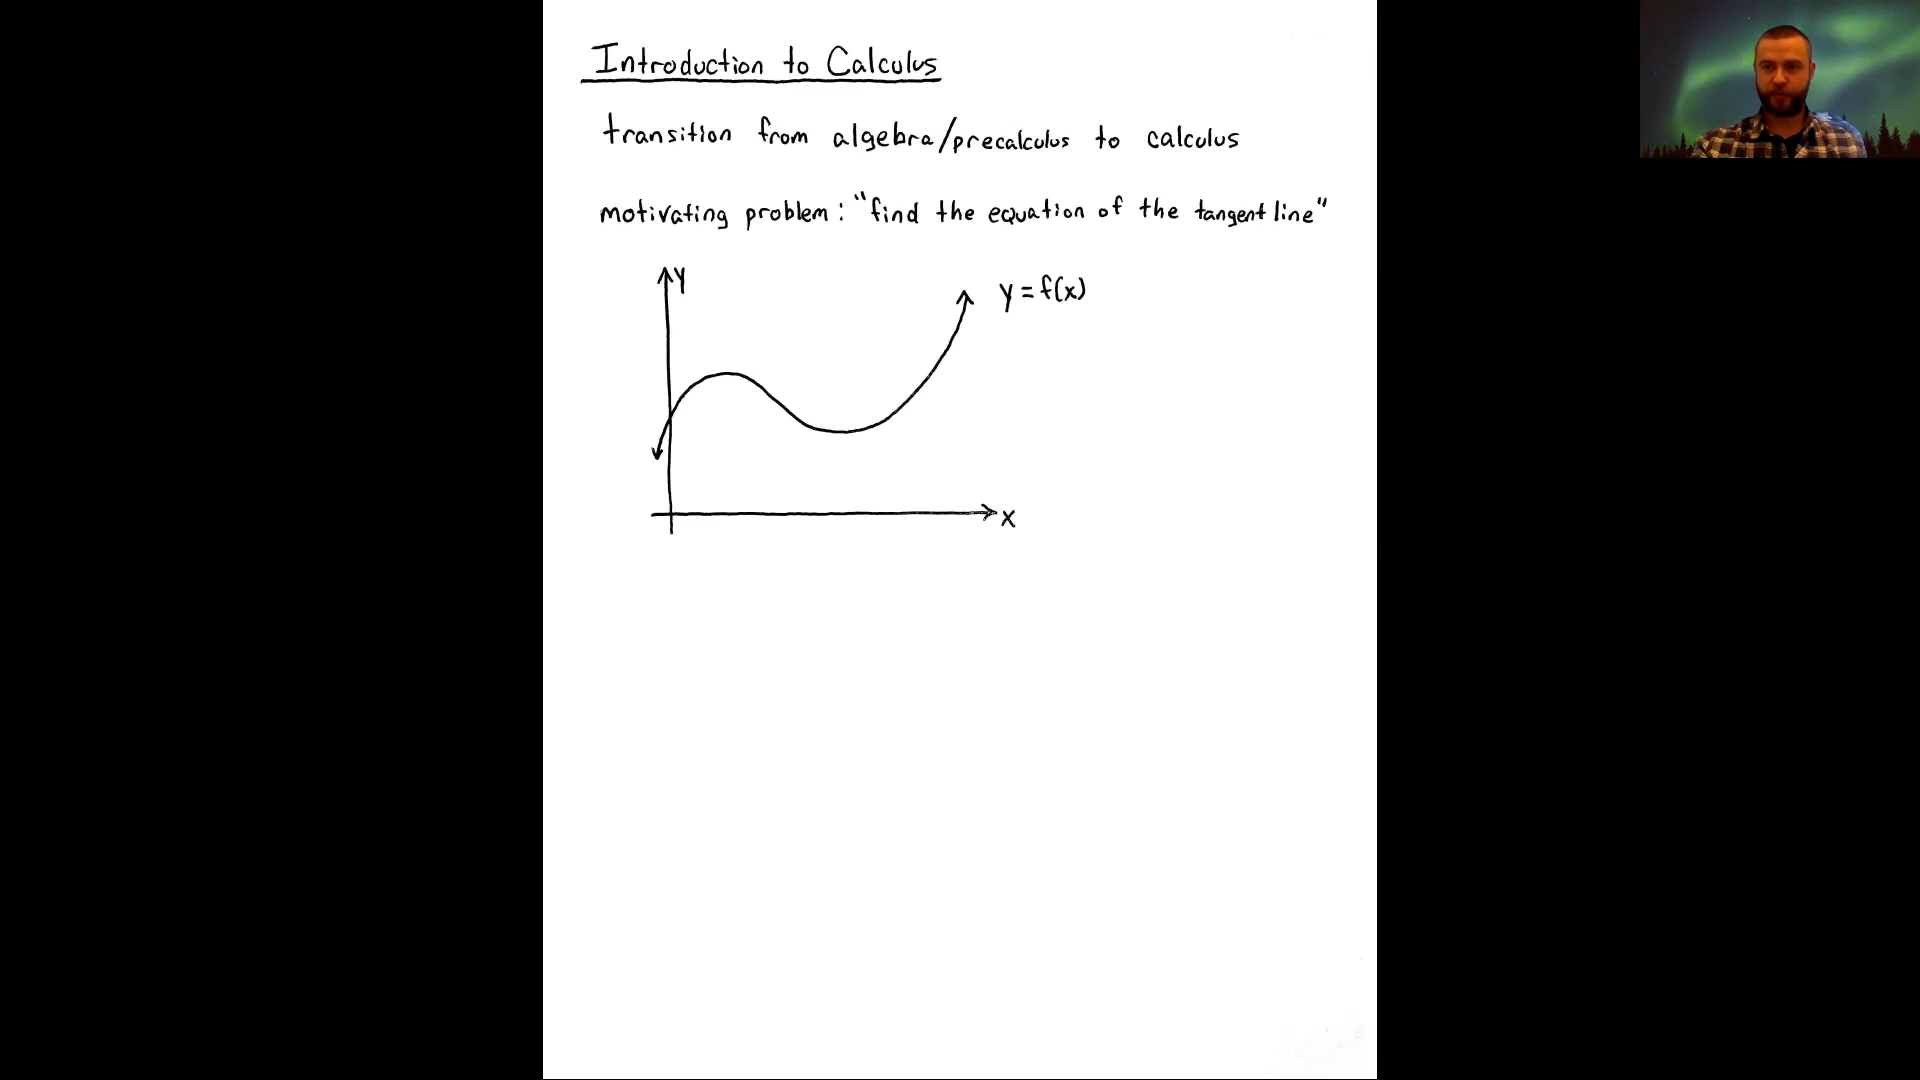 Introduction to Calculus
transition from algebra/precalculus to calculus
motivating problem: "find the equation of the tangent line"
y
y = f(x)
x